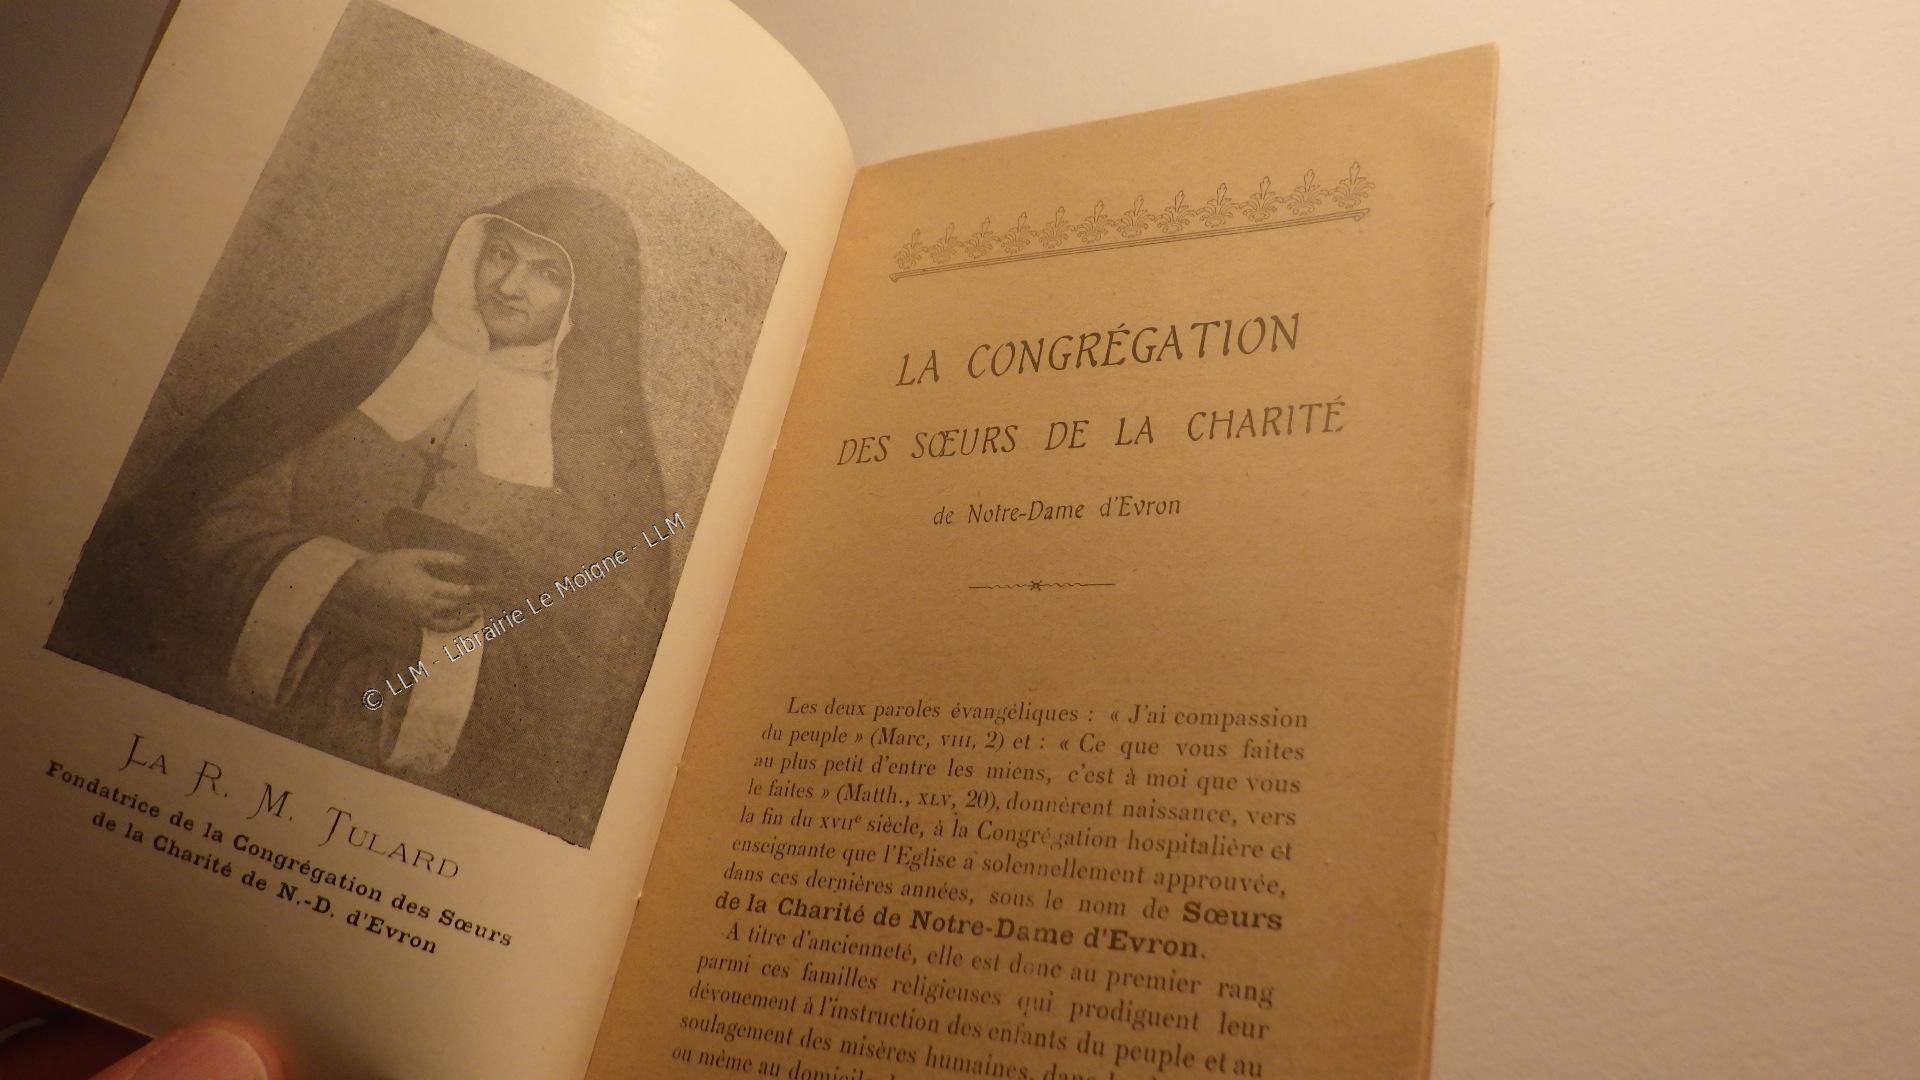 LA R. M. TULARD
Fondatrice de la Congrégation des Sœurs
de la Charité de N.-D. d'Evron
© LLM - Librairie Le Moigne - LLM
LA CONGRÉGATION
DES SŒURS DE LA CHARITÉ
de Notre-Dame d'Evron
Les deux paroles évangéliques : « J'ai compassion
du peuple » (Marc, VIII, 2) et : « Ce que vous faites
au plus petit d'entre les miens, c'est à moi que vous
le faites » (Matth., XLV, 20), donnèrent naissance, vers
la fin du XVIIe siècle, à la Congrégation hospitalière et
enseignante que l'Eglise a solennellement approuvée,
dans ces dernières années, sous le nom de Sœurs
de la Charité de Notre-Dame d'Evron.
A titre d'ancienneté, elle est donc au premier rang
parmi ces familles religieuses qui prodiguent leur
dévouement à l'instruction des enfants du peuple et au
soulagement des misères humaines, dans
ou même au